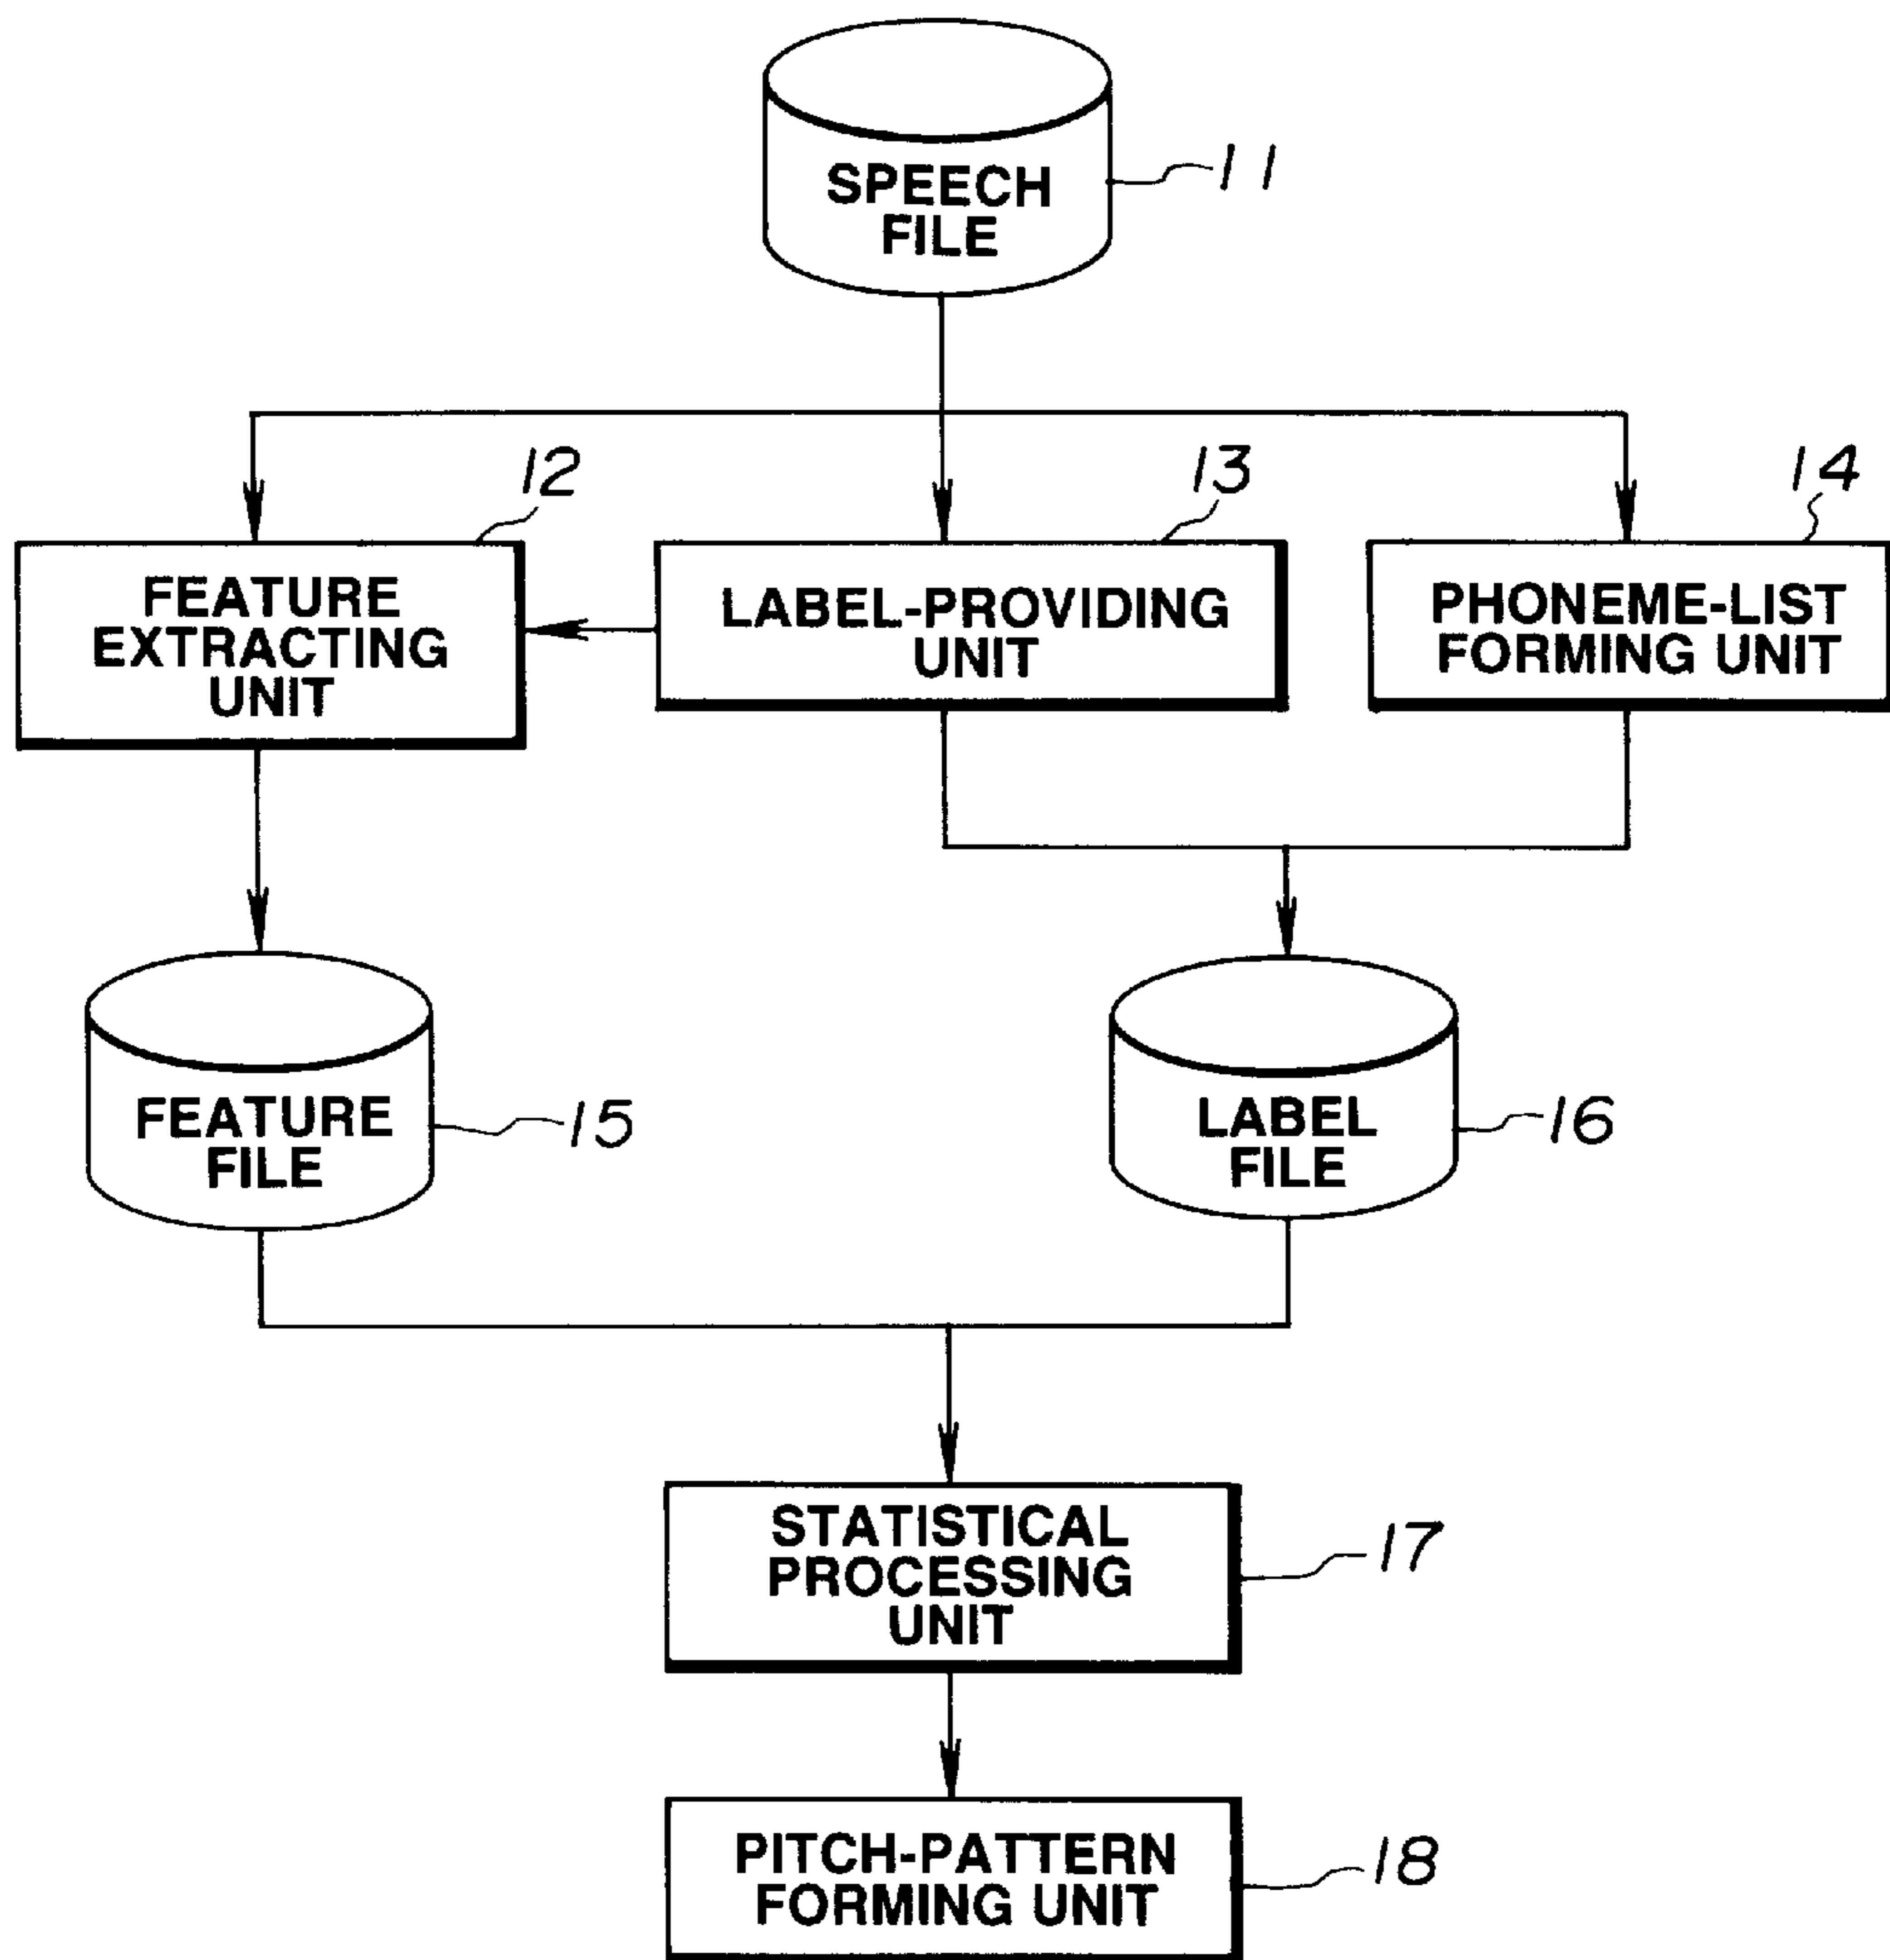 SPEECH
FILE
11
12
13
14
FEATURE
EXTRACTING
UNIT
LABEL-PROVIDING
UNIT
PHONEME-LIST
FORMING UNIT
FEATURE
FILE
15
LABEL
FILE
16
STATISTICAL
PROCESSING
UNIT
17
PITCH-PATTERN
FORMING UNIT
18